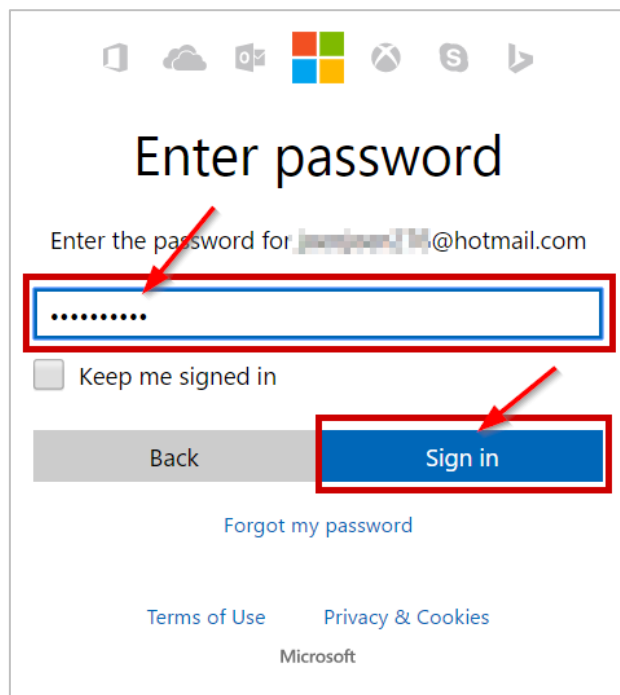 Enter password
Enter the password for @hotmail.com
••••••••••
Keep me signed in
Back
Sign in
Forgot my password
Terms of Use
Privacy & Cookies
Microsoft